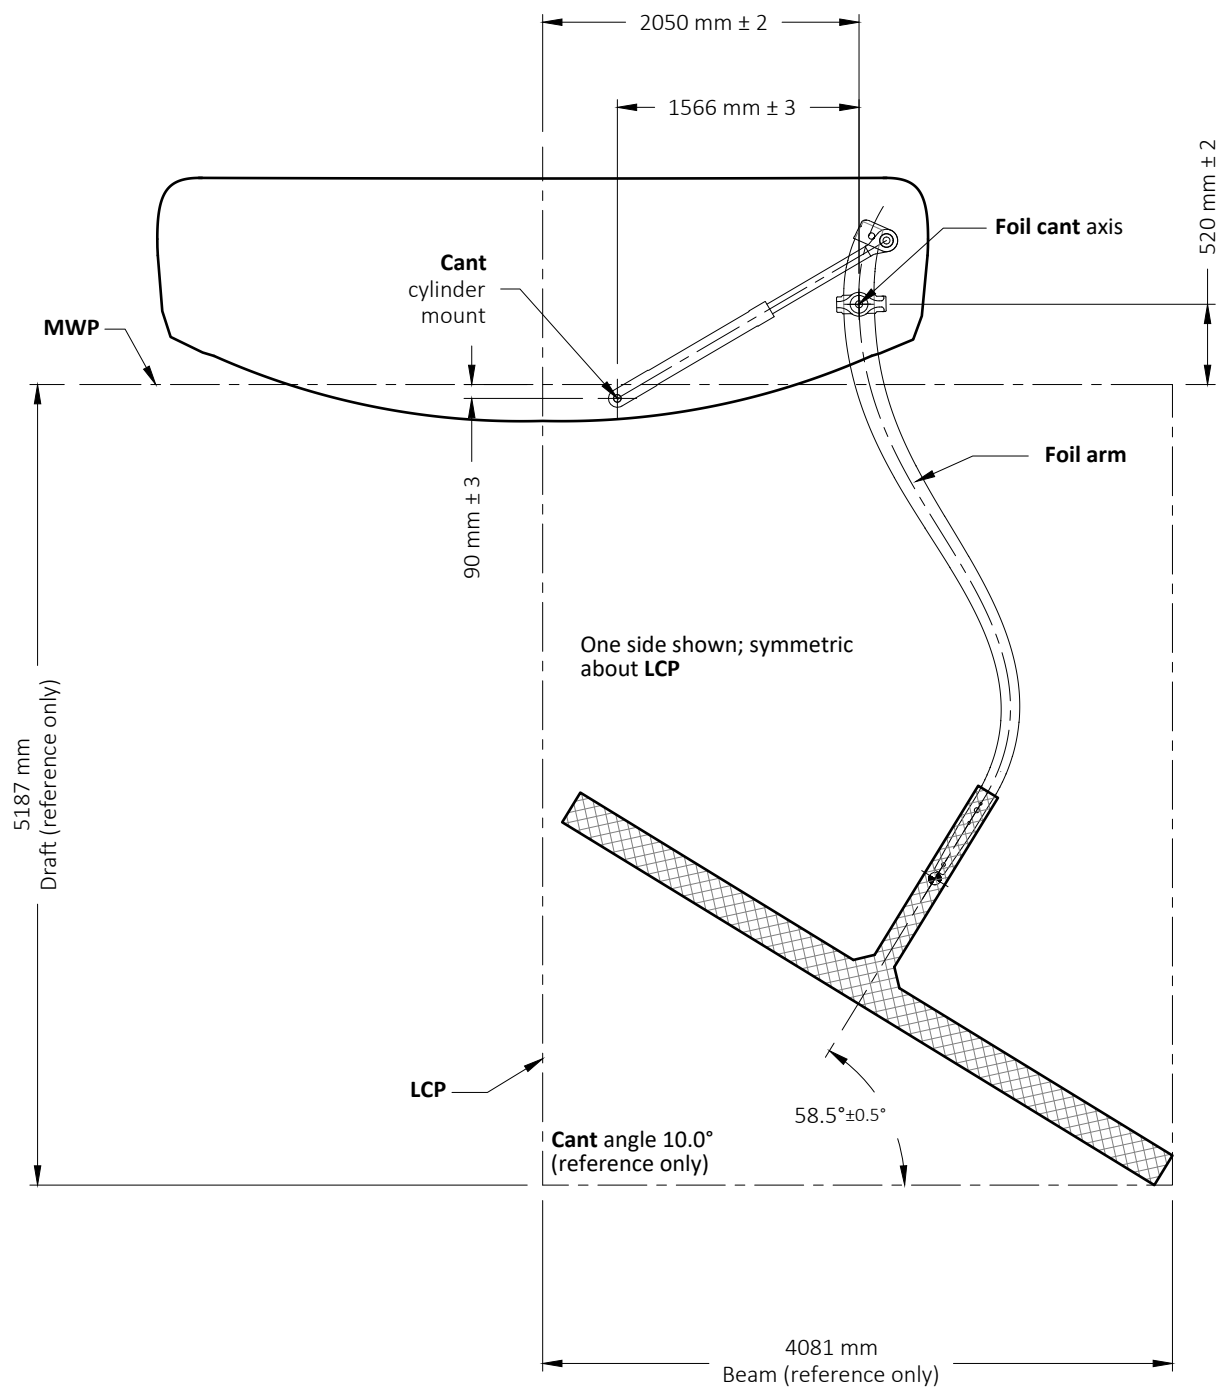 2050 mm ± 2
1566 mm ± 3
520 mm ± 2
Foil cant axis
Cant
cylinder
mount
MWP
Foil arm
90 mm ± 3
One side shown; symmetric
about LCP
5187 mm
Draft (reference only)
LCP
58.5°±0.5°
Cant angle 10.0°
(reference only)
4081 mm
Beam (reference only)